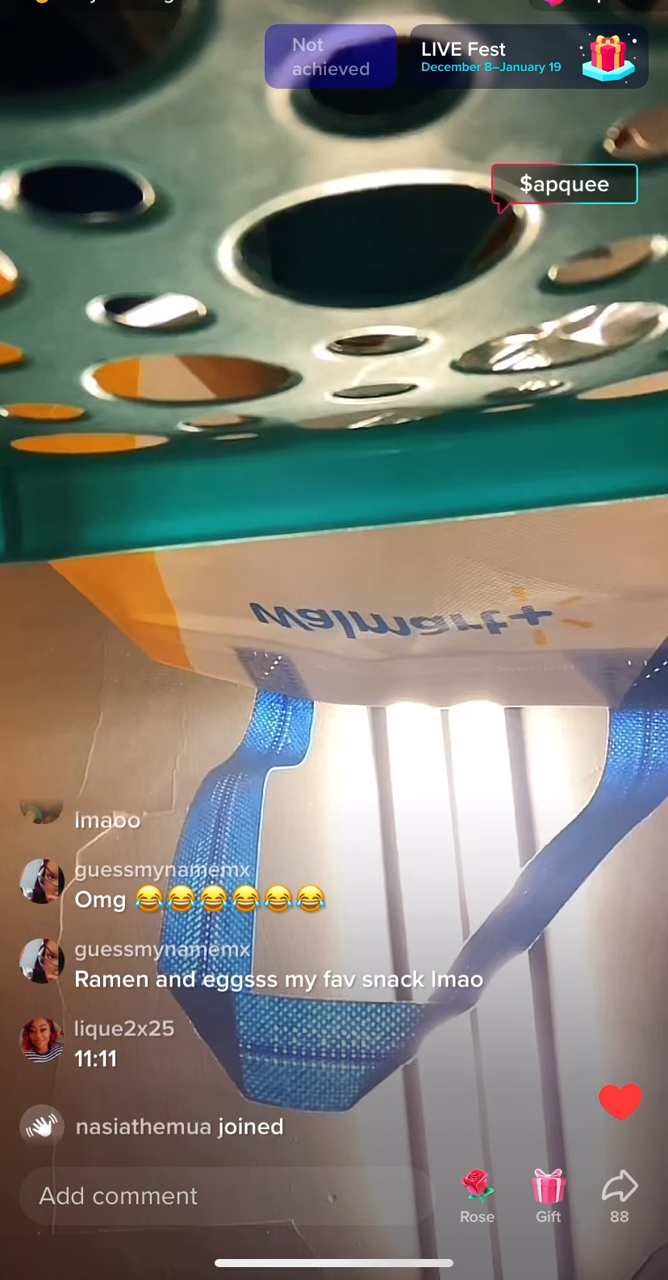 Not
achieved
LIVE Fest
December 8–January 19
$apquee
walmart+
lmaoo
guessmynamemx
Omg 😂😂😂😂😂😂
guessmynamemx
Ramen and eggsss my fav snack lmao
lique2x25
11:11
nasiathemua joined
Add comment
Rose
Gift
88